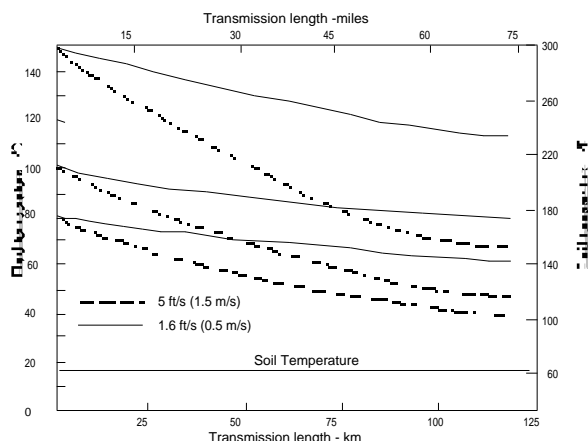 Transmission length -miles
15 30 45 60 75
140 300
120 260
100 220
80 180
60 140
40 100
20 60
0
5 ft/s (1.5 m/s)
1.6 ft/s (0.5 m/s)
Soil Temperature
25 50 75 100 125
Transmission length - km